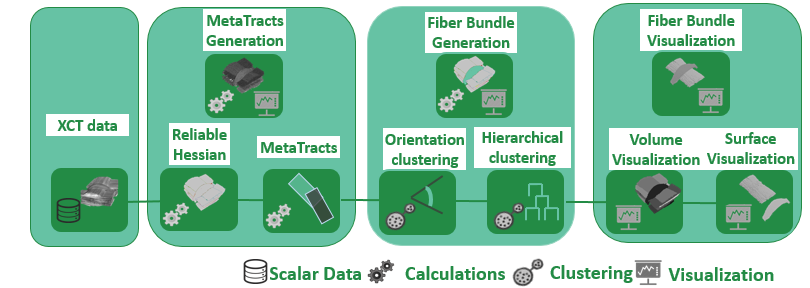 MetaTracts
Generation
Fiber Bundle
Generation
Fiber Bundle
Visualization
XCT data
Reliable
Hessian
MetaTracts
Orientation
clustering
Hierarchical
clustering
Volume
Visualization
Surface
Visualization
Scalar Data
Calculations
Clustering
Visualization